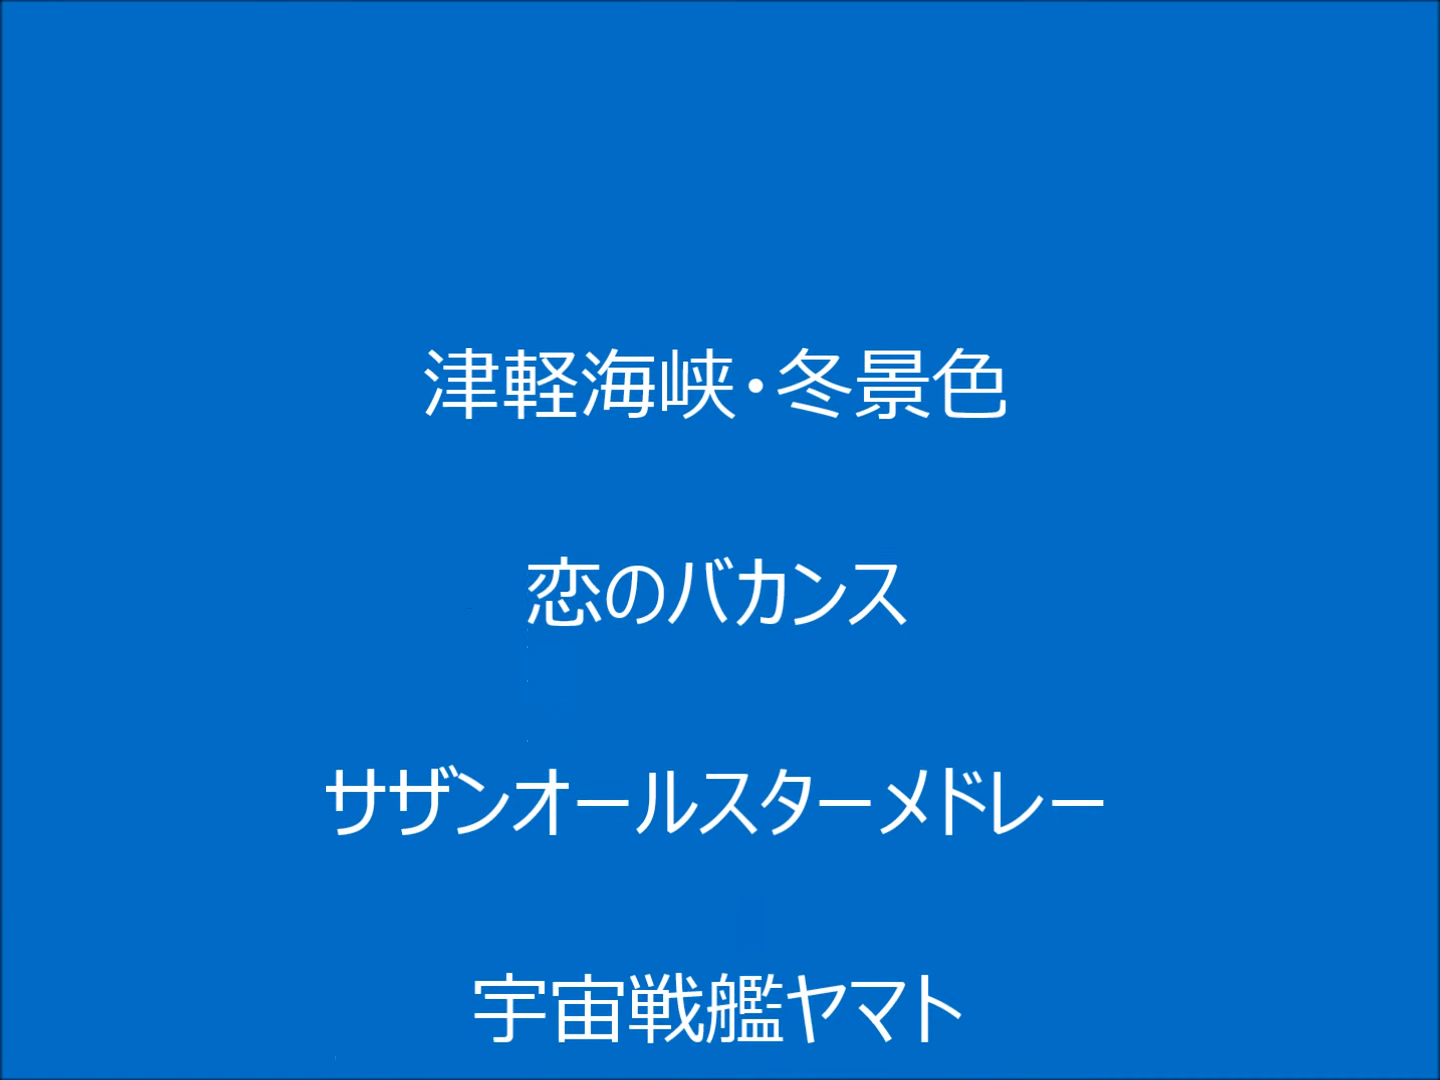 津軽海峡・冬景色
恋のバカンス
サザンオールスターメドレー
宇宙戦艦ヤマト